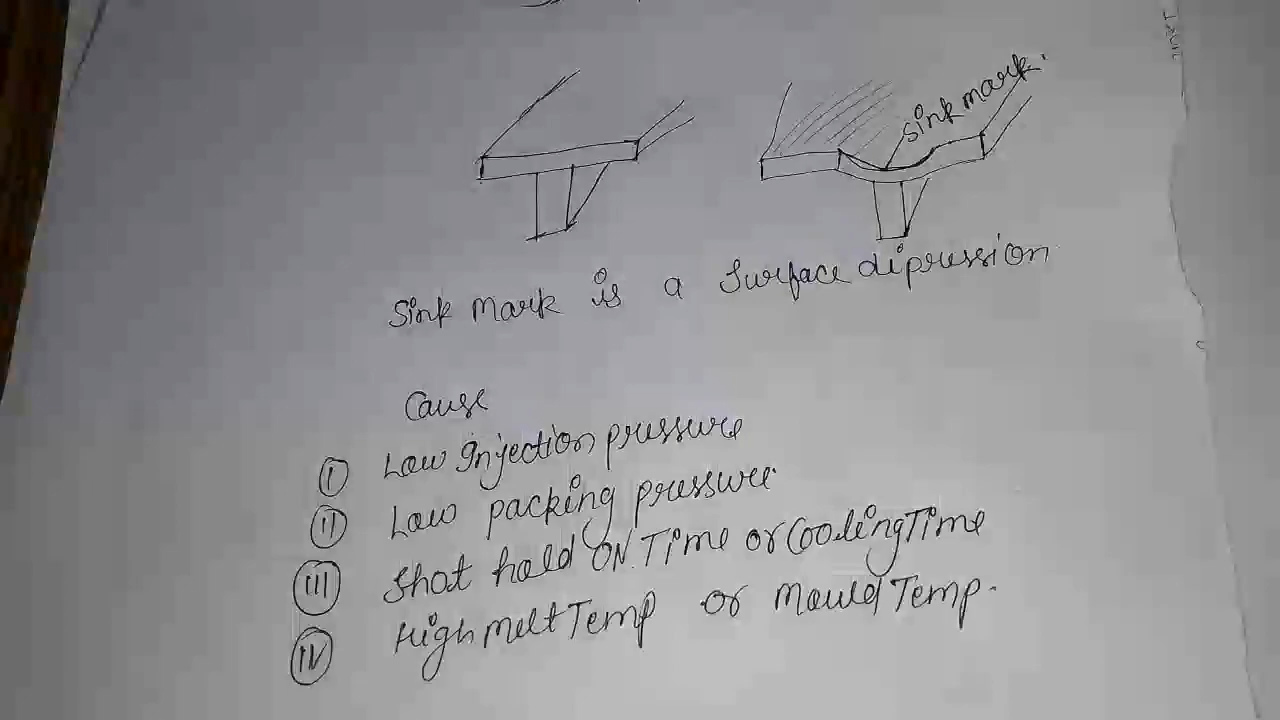 Sink mark.
Sink Mark is a Surface dipression
Cause
I Low Injection pressure
II Low packing pressure
III Shot hold ON Time or Cooling Time
IV High melt Temp or Mould Temp.